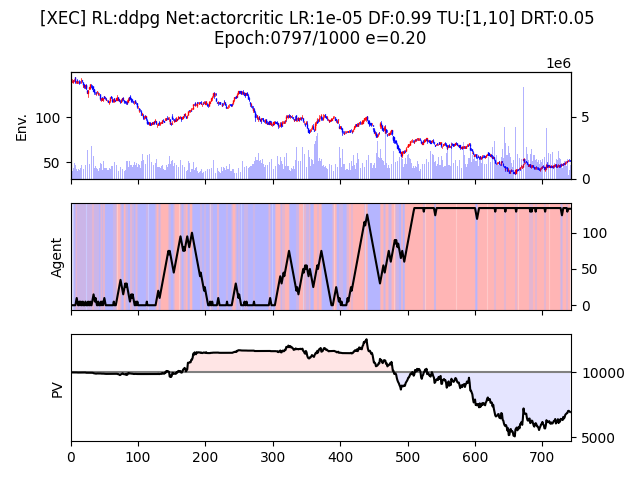 [XEC] RL:ddpg Net:actorcritic LR:1e-05 DF:0.99 TU:[1,10] DRT:0.05
Epoch:0797/1000 e=0.20
1e6
Env.
100
50
5
0
Agent
100
50
0
PV
10000
5000
0 100 200 300 400 500 600 700